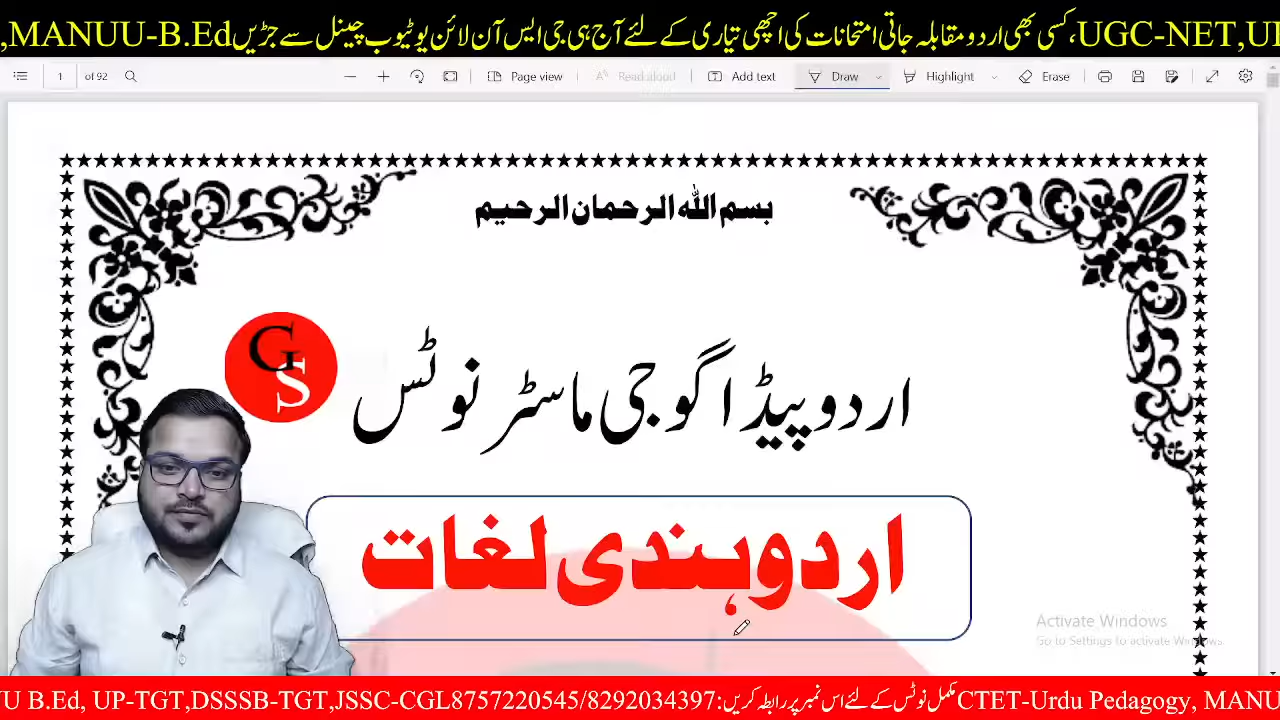 ,MANUU-B.Ed کسی بھی اردو مقابلہ جاتی امتحانات کی اچھی تیاری کے لئے آج ہی جی ایس آن لائن یوٹیوب چینل سے جڑیں ،UGC-NET,UP
1 of 92 Page view Read aloud Add text Draw Highlight Erase
بسم اللہ الرحمان الرحیم
GS
اردو پیڈاگوجی ماسٹر نوٹس
اردو ہندی لغات
Activate Windows
Go to Settings to activate Windows.
U B.Ed, UP-TGT,DSSSB-TGT,JSSC-CGL مکمل نوٹس کے لئے اس نمبر پر رابطہ کریں: 8757220545/8292034397 CTET-Urdu Pedagogy, MANU